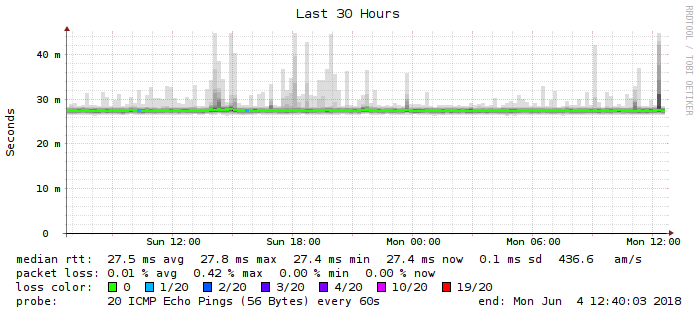 Last 30 Hours
RRDTOOL / TOBI OETIKER
Seconds
40 m
30 m
20 m
10 m
0
Sun 12:00 Sun 18:00 Mon 00:00 Mon 06:00 Mon 12:00
median rtt: 27.5 ms avg 27.8 ms max 27.4 ms min 27.4 ms now 0.1 ms sd 436.6 am/s
packet loss: 0.01 % avg 0.42 % max 0.00 % min 0.00 % now
loss color: 0 1/20 2/20 3/20 4/20 10/20 19/20
probe: 20 ICMP Echo Pings (56 Bytes) every 60s end: Mon Jun 4 12:40:03 2018